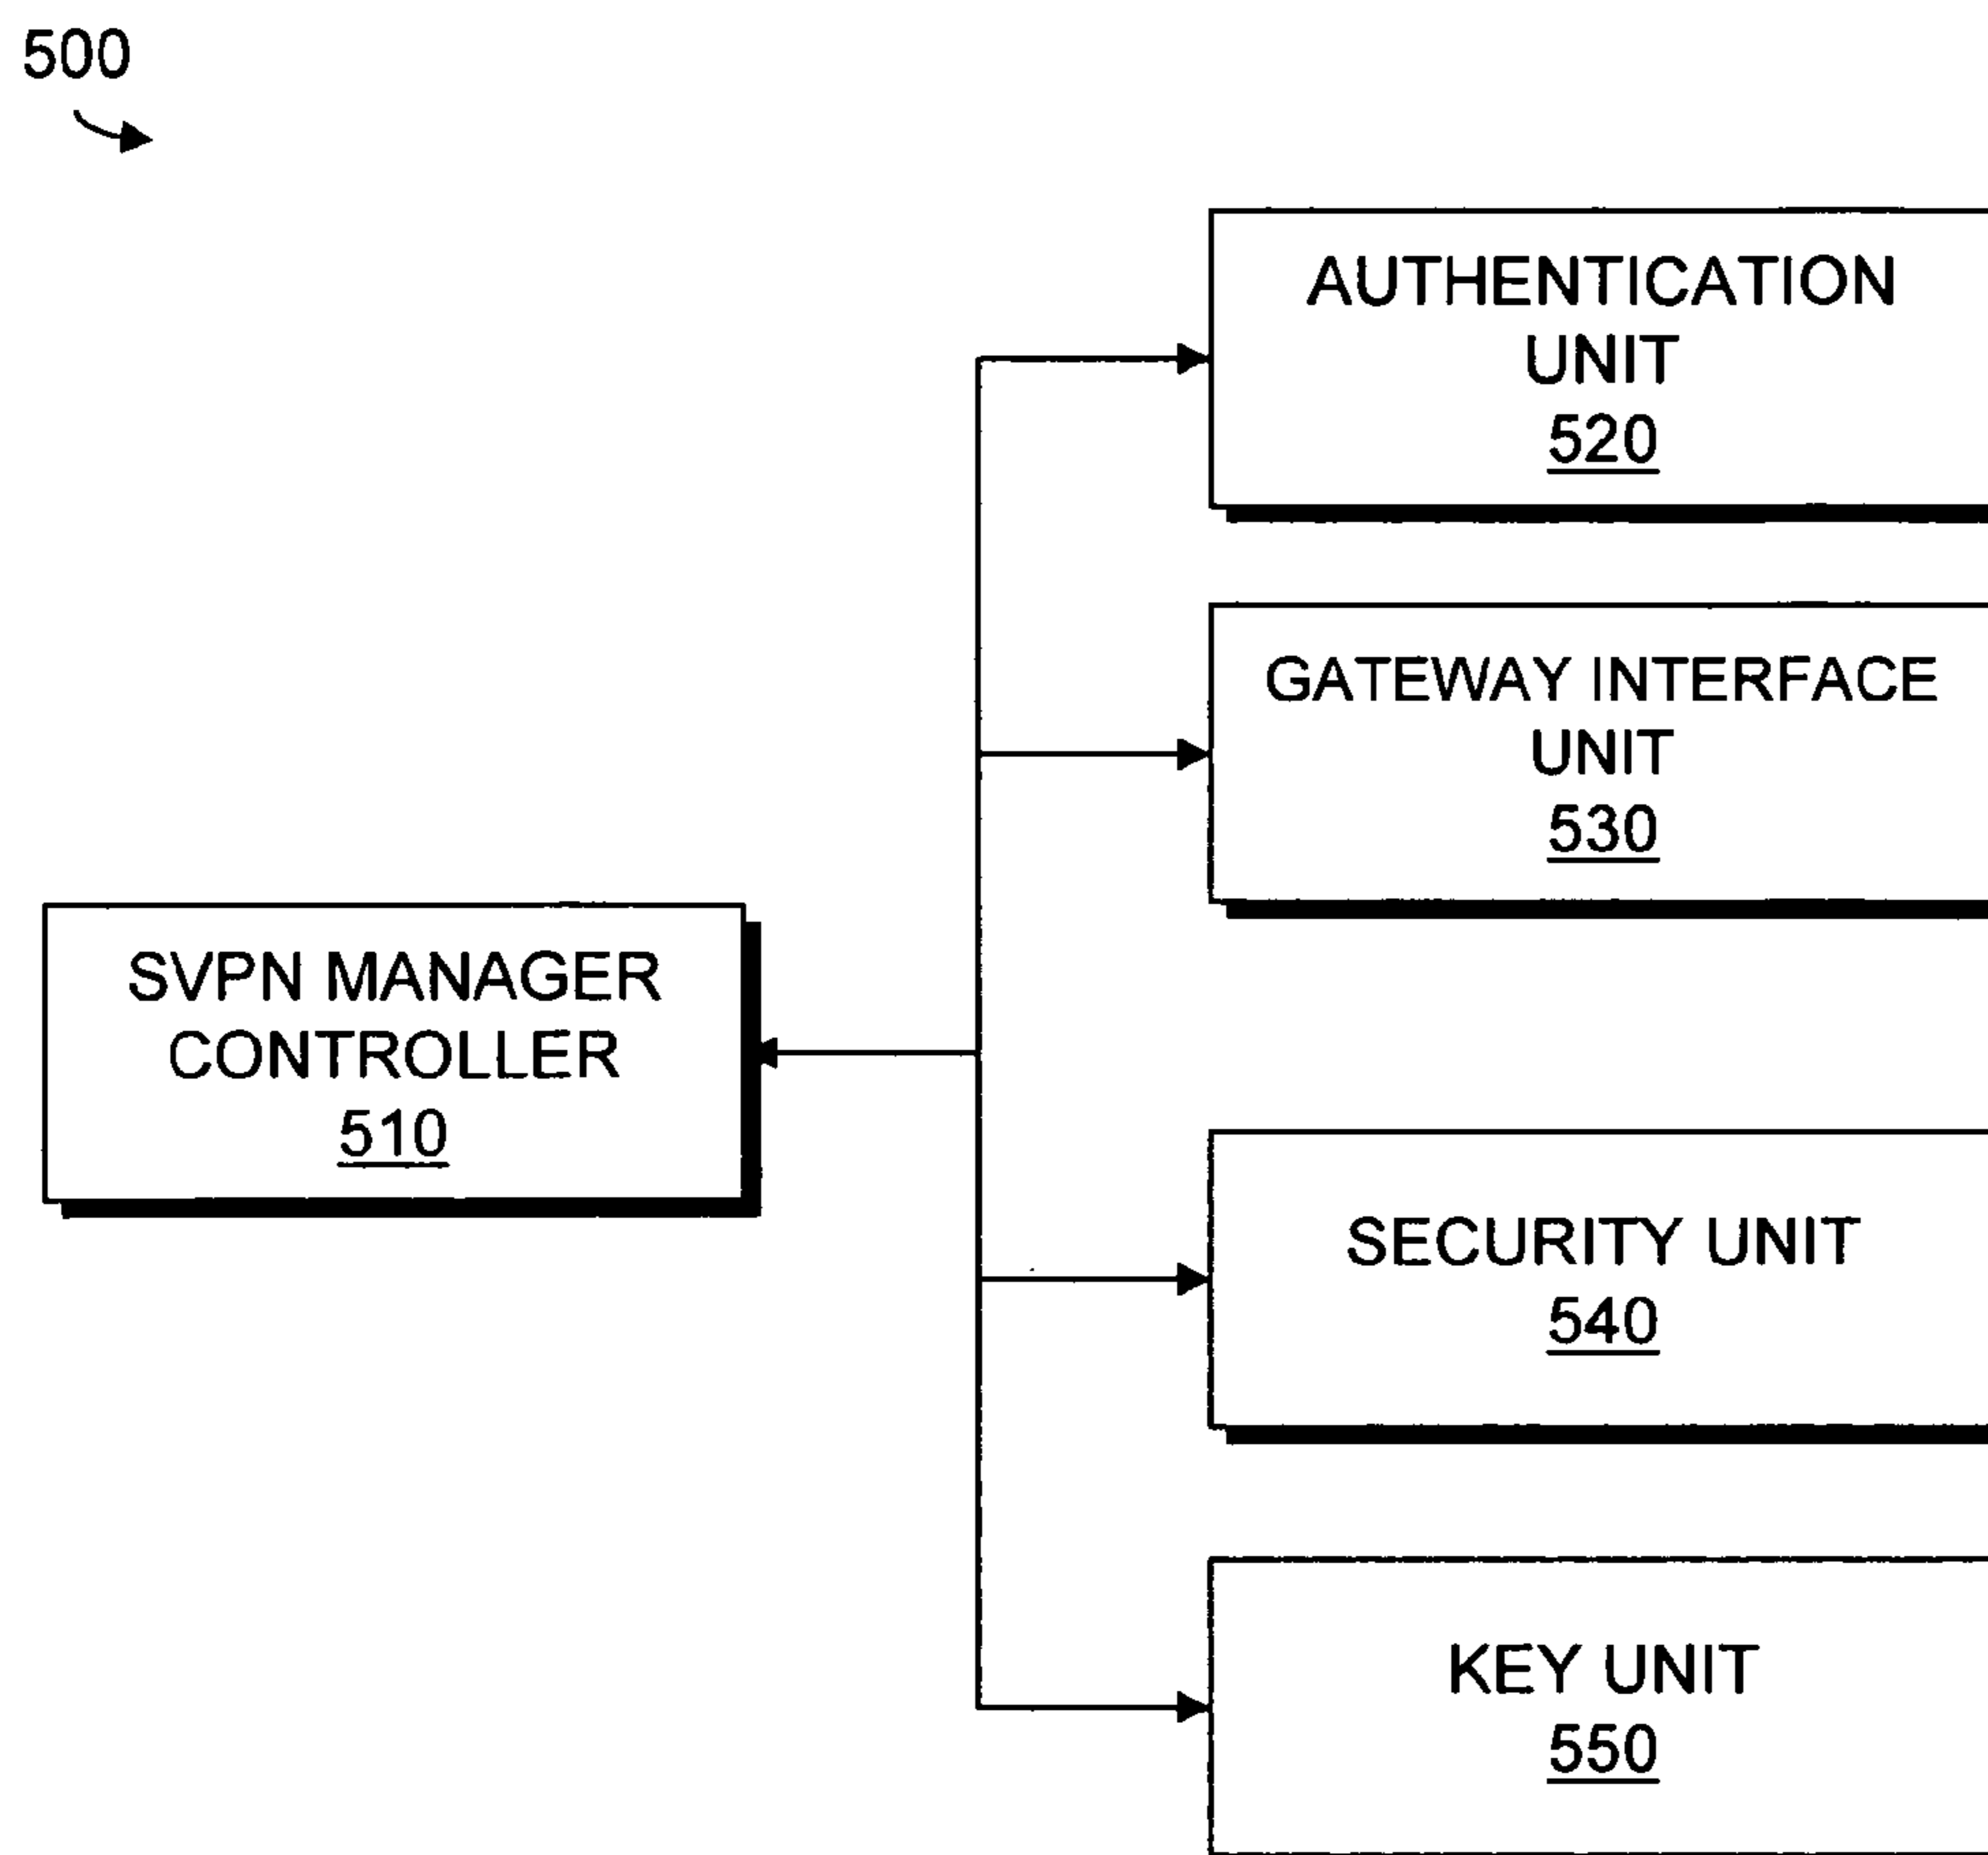 500
AUTHENTICATION
UNIT
520
GATEWAY INTERFACE
UNIT
530
SVPN MANAGER
CONTROLLER
510
SECURITY UNIT
540
KEY UNIT
550